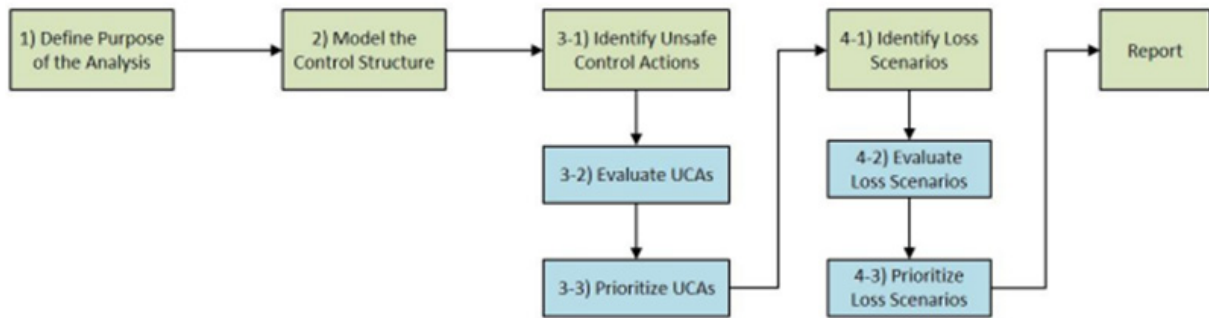 1) Define Purpose
of the Analysis
2) Model the
Control Structure
3-1) Identify Unsafe
Control Actions
3-2) Evaluate UCAs
3-3) Prioritize UCAs
4-1) Identify Loss
Scenarios
4-2) Evaluate
Loss Scenarios
4-3) Prioritize
Loss Scenarios
Report